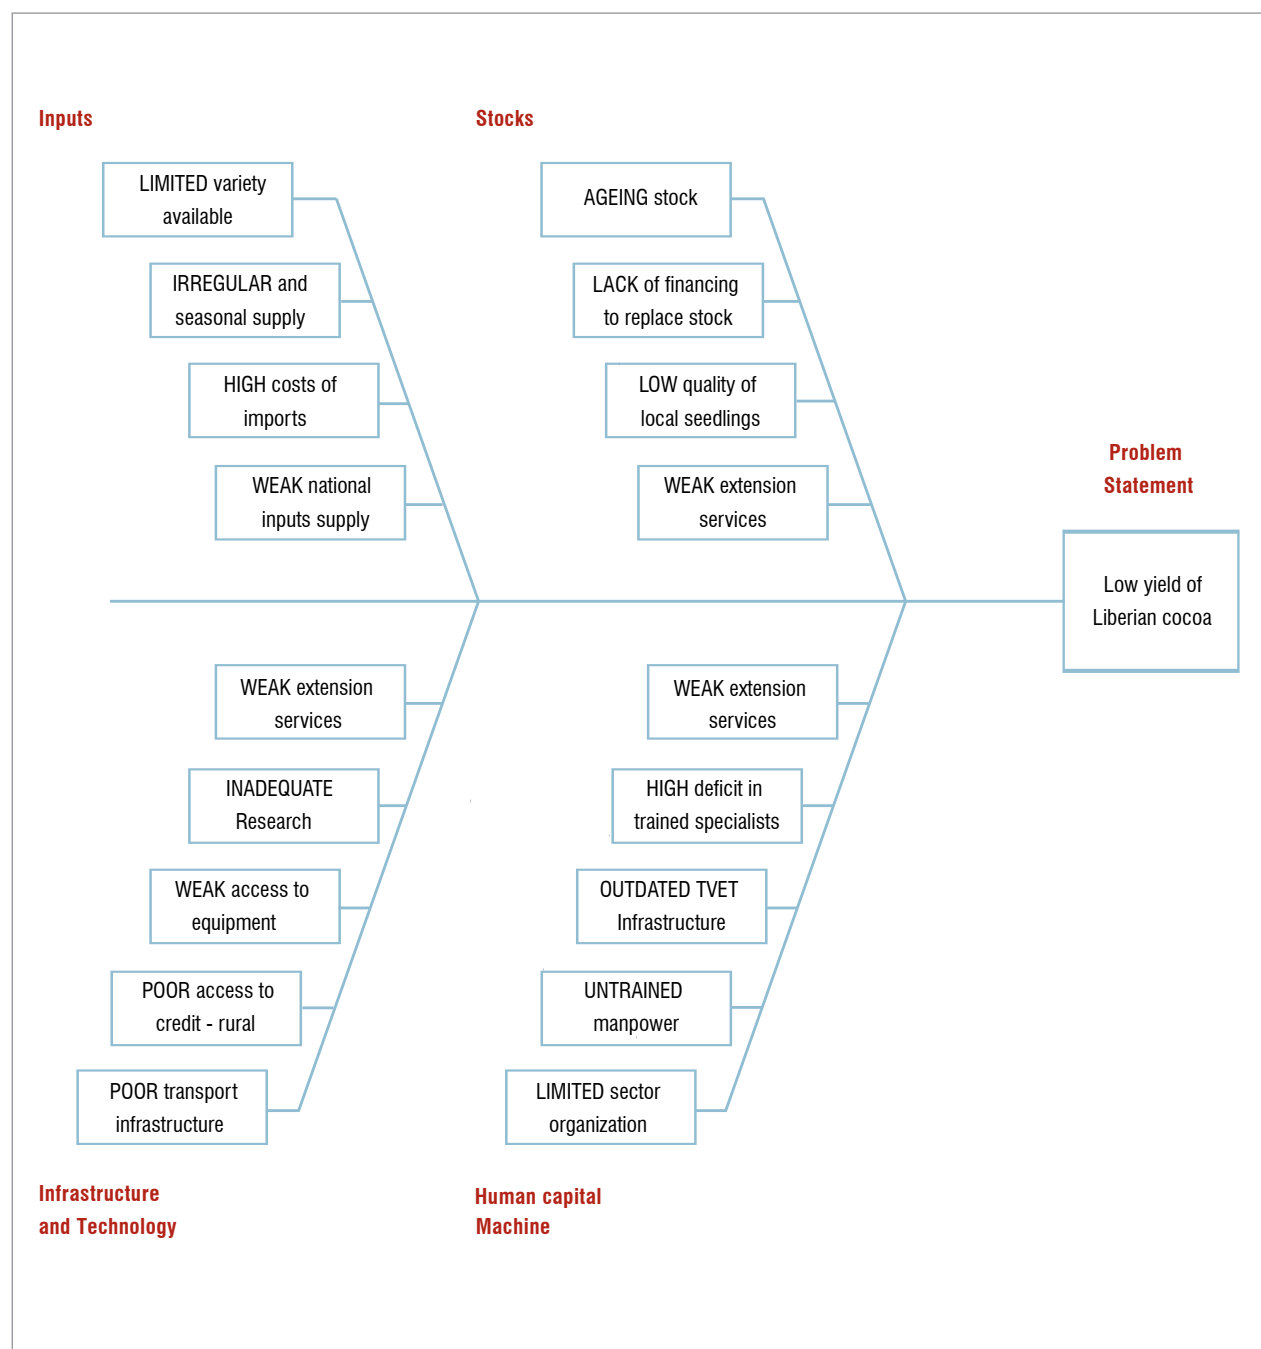 Inputs
LIMITED variety
available
IRREGULAR and
seasonal supply
HIGH costs of
imports
WEAK national
inputs supply
Stocks
AGEING stock
LACK of financing
to replace stock
LOW quality of
local seedlings
WEAK extension
services
Problem
Statement
Low yield of
Liberian cocoa
WEAK extension
services
INADEQUATE
Research
WEAK access to
equipment
POOR access to
credit - rural
POOR transport
infrastructure
Infrastructure
and Technology
WEAK extension
services
HIGH deficit in
trained specialists
OUTDATED TVET
Infrastructure
UNTRAINED
manpower
LIMITED sector
organization
Human capital
Machine